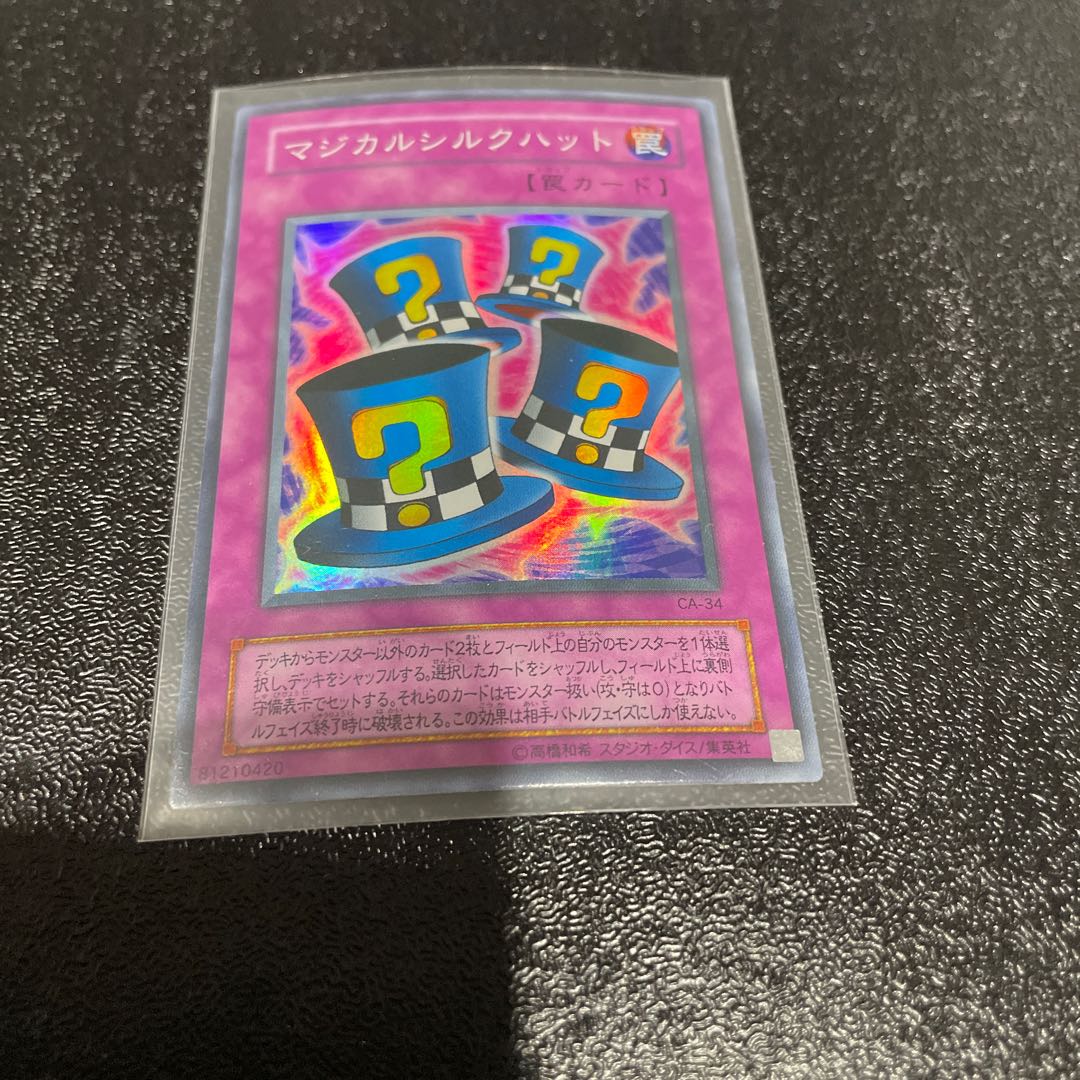 マジカルシルクハット 罠
【罠カード】
? ? ? ?
CA-34
デッキからモンスター以外のカード2枚とフィールド上の自分のモンスターを1体選
択し、デッキをシャッフルする。選択したカードをシャッフルし、フィールド上に裏側
守備表示でセットする。それらのカードはモンスター扱い(攻・守は0)となりバト
ルフェイズ終了時に破壊される。この効果は相手バトルフェイズにしか使えない。
81210420
©高橋和希 スタジオ・ダイス/集英社